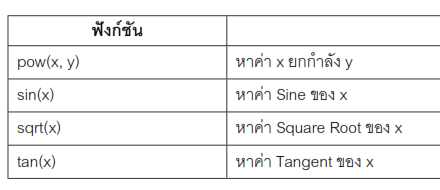 ฟังก์ชัน
pow(x, y) หาค่า x ยกกำลัง y
sin(x) หาค่า Sine ของ x
sqrt(x) หาค่า Square Root ของ x
tan(x) หาค่า Tangent ของ x